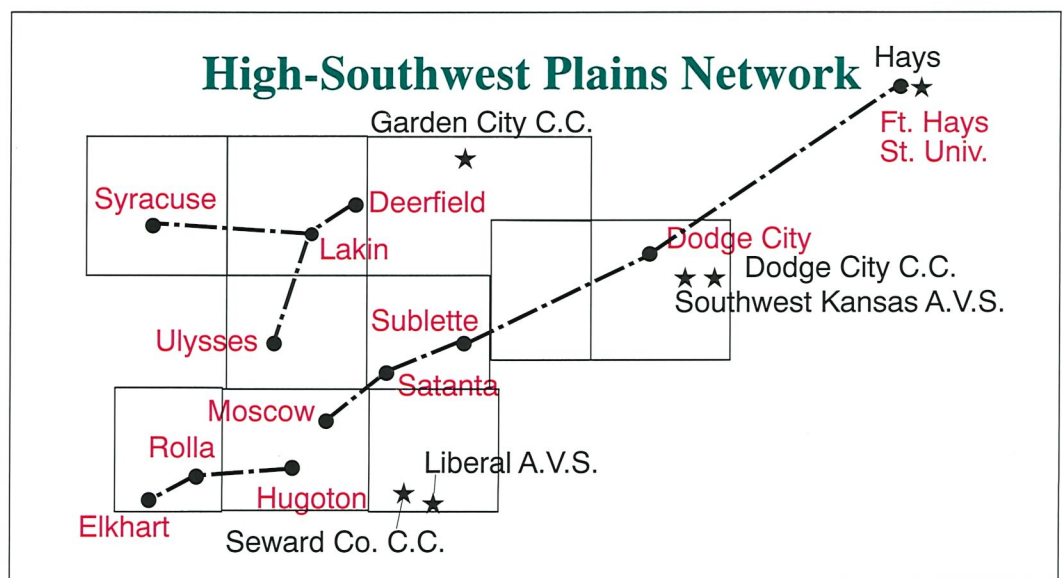 High-Southwest Plains Network
Hays
Ft. Hays
St. Univ.
Garden City C.C.
Syracuse
Deerfield
Lakin
Dodge City
Dodge City C.C.
Southwest Kansas A.V.S.
Ulysses
Sublette
Satanta
Moscow
Rolla
Liberal A.V.S.
Hugoton
Elkhart
Seward Co. C.C.